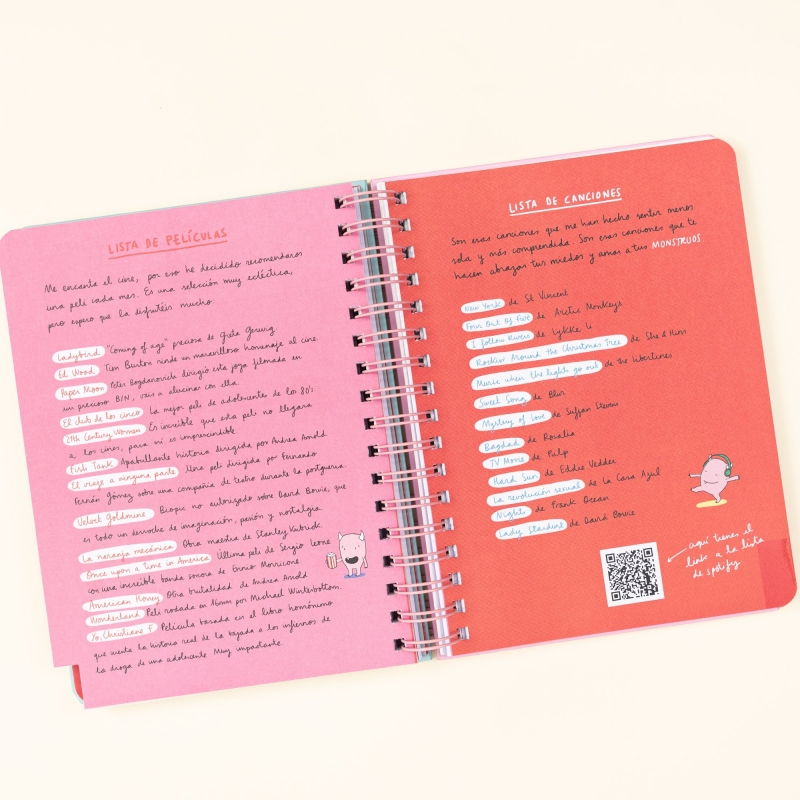 LISTA DE PELÍCULAS
Me encanta el cine, por eso he decidido recomendaros
una peli cada mes. Es una selección muy ecléctica,
pero espero que la disfrutéis mucho.
Ladybird "Coming of age" preciosa de Greta Gerwig
Ed Wood Tim Burton rinde un maravilloso homenaje al cine.
Paper Moon Peter Bogdanovich dirigió esta joya filmada en
un precioso B/N, vais a alucinar con ella.
El club de los cinco La mejor peli de adolescentes de los 80's
20th Century Women Es increíble que esta peli no llegara
a los cines, para mí es imprescindible.
Fish Tank Apabullante historia dirigida por Andrea Arnold
El viaje a ninguna parte Una peli dirigida por Fernando
Fernán Gómez sobre una compañía de teatro durante la postguerra.
Velvet Goldmine Biopic no autorizado sobre David Bowie, que
es todo un derroche de imaginación, pasión y nostalgia
La naranja mecánica Obra maestra de Stanley Kubrick
Once upon a time in America Última peli de Sergio Leone
con una increíble banda sonora de Ennio Morricone.
American Honey Otra brutalidad de Andrea Arnold
Wonderland Peli rodada en 16mm por Michael Winterbottom.
Yo, Christiane F Película basada en el libro homónimo
que cuenta la historia real de la bajada a los infiernos de
la droga de una adolescente. Muy impactante.
LISTA DE CANCIONES
Son esas canciones que me han hecho sentir menos
sola y más comprendida. Son esas canciones que te
hacen abrazar tus miedos y amar a tus MONSTRUOS.
New York de St Vincent
Four Out Of Five de Arctic Monkeys
I follow Rivers de Lykke Li
Rockin' Around the Christmas Tree de She & Him
Music when the lights go out de the Libertines
Sweet Song de Blur
Mystery of Love de Sufjan Stevens
Bagdad de Rosalía
TV Movie de Pulp
Hard Sun de Eddie Vedder
La revolución sexual de La Casa Azul
Nights de Frank Ocean
Lady Stardust de David Bowie
aquí tienes el
link a la lista
de spotify